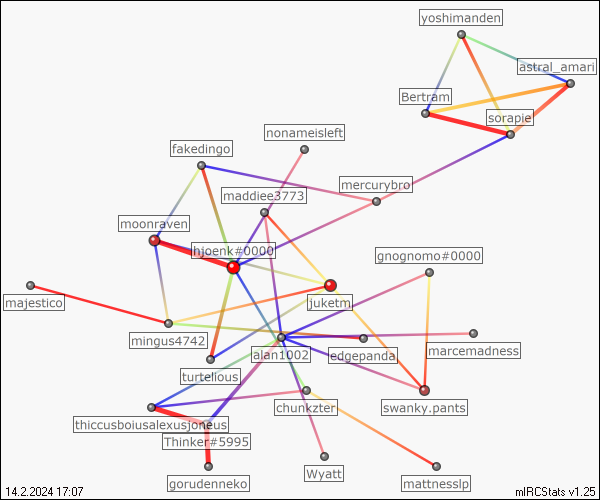 yoshimanden
astral_amari
Bertram
sorapie
nonameisleft
fakedingo
mercurybro
maddiee3773
moonraven
bjoenk#0000
gnognomo#0000
majestico
juketm
mingus4742
alan1002
edgepanda
marcemadness
turtelious
chunkzter
swanky.pants
thiccusboiusalexusjoneus
Thinker#5995
Wyatt
mattnesslp
gorudenneko
14.2.2024 17:07
mIRCStats v1.25